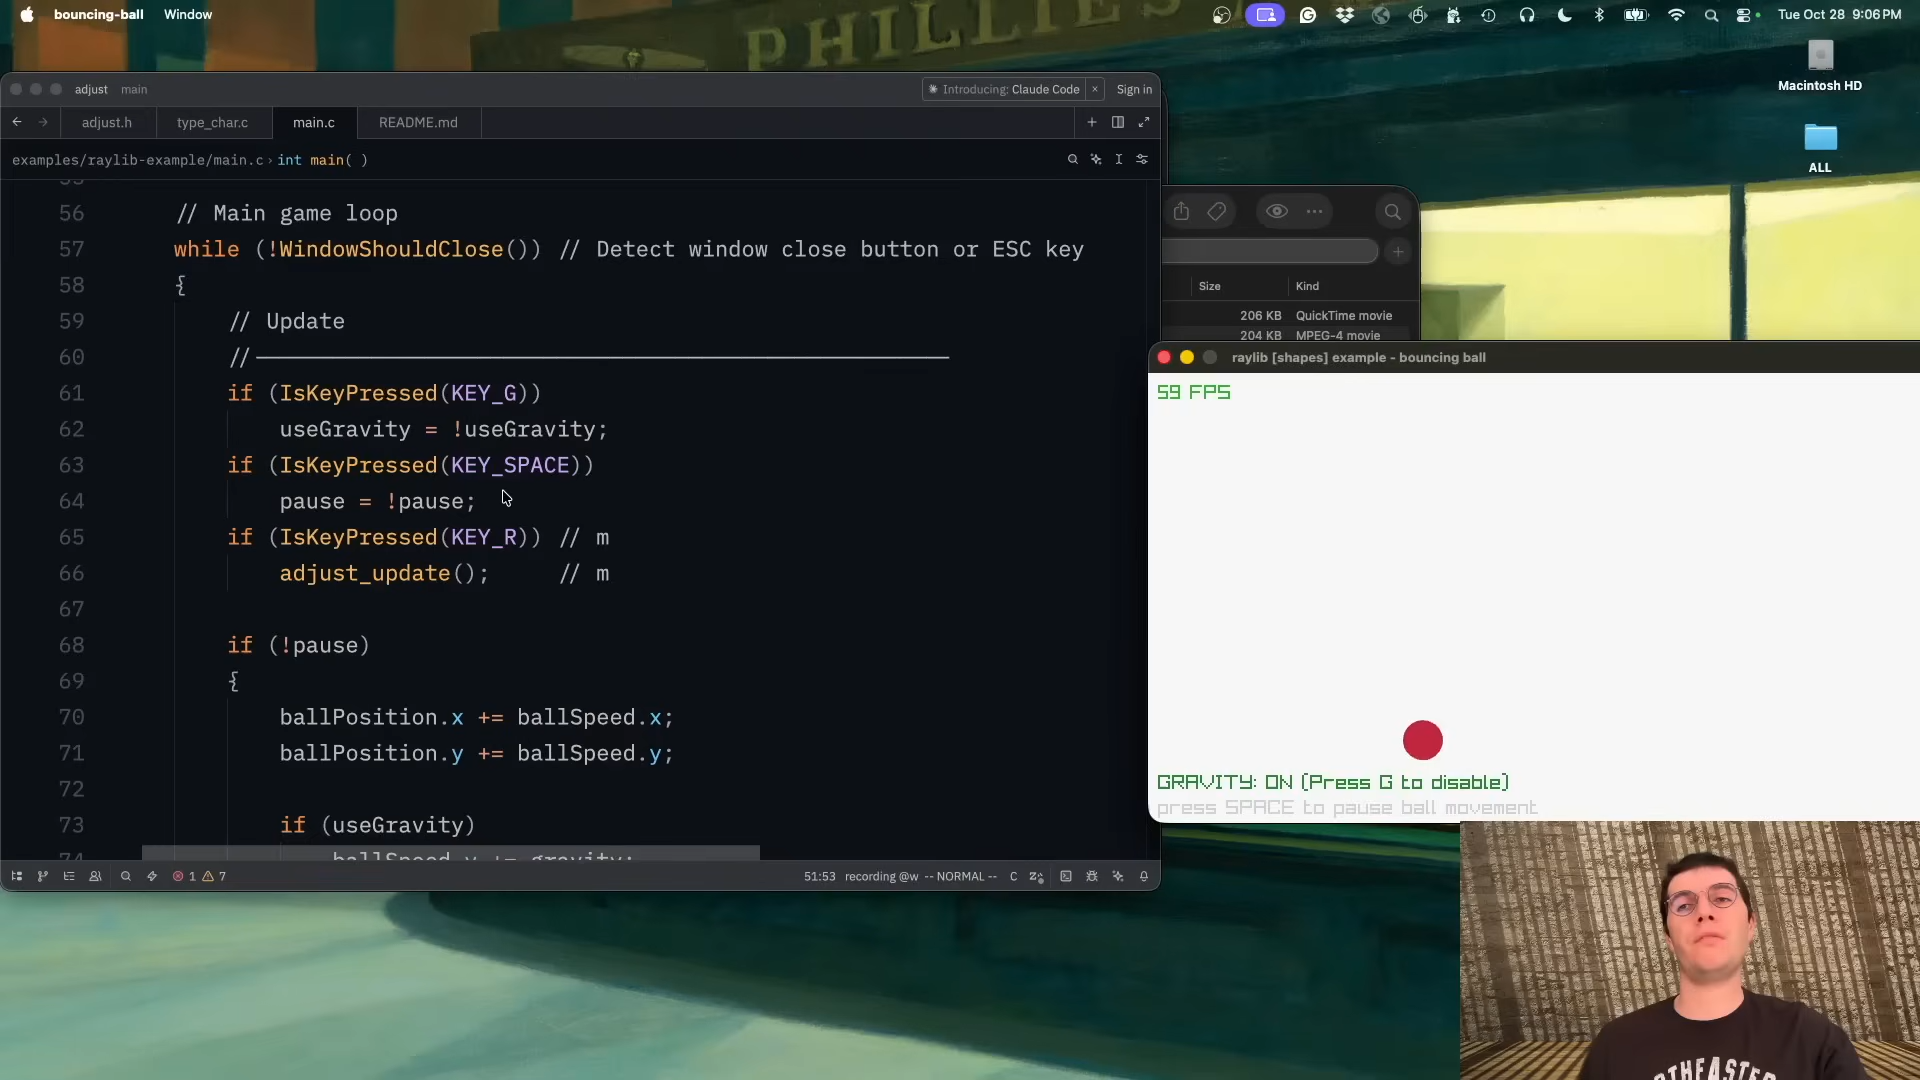 bouncing-ball Window
Tue Oct 28 9:06 PM
PHILLIES
Macintosh HD
ALL
adjust main
Introducing: Claude Code × Sign in
adjust.h type_char.c main.c README.md
examples/raylib-example/main.c › int main( )
56 // Main game loop
57 while (!WindowShouldClose()) // Detect window close button or ESC key
58 {
59 // Update
60 //
61 if (IsKeyPressed(KEY_G))
62 useGravity = !useGravity;
63 if (IsKeyPressed(KEY_SPACE))
64 pause = !pause;
65 if (IsKeyPressed(KEY_R)) // m
66 adjust_update(); // m
67
68 if (!pause)
69 {
70 ballPosition.x += ballSpeed.x;
71 ballPosition.y += ballSpeed.y;
72
73 if (useGravity)
74 ballSpeed.y += gravity;
1 7 51:53 recording @w -- NORMAL -- C
Size Kind
206 KB QuickTime movie
204 KB MPEG-4 movie
raylib [shapes] example - bouncing ball
59 FPS
GRAVITY: ON (Press G to disable)
press SPACE to pause ball movement